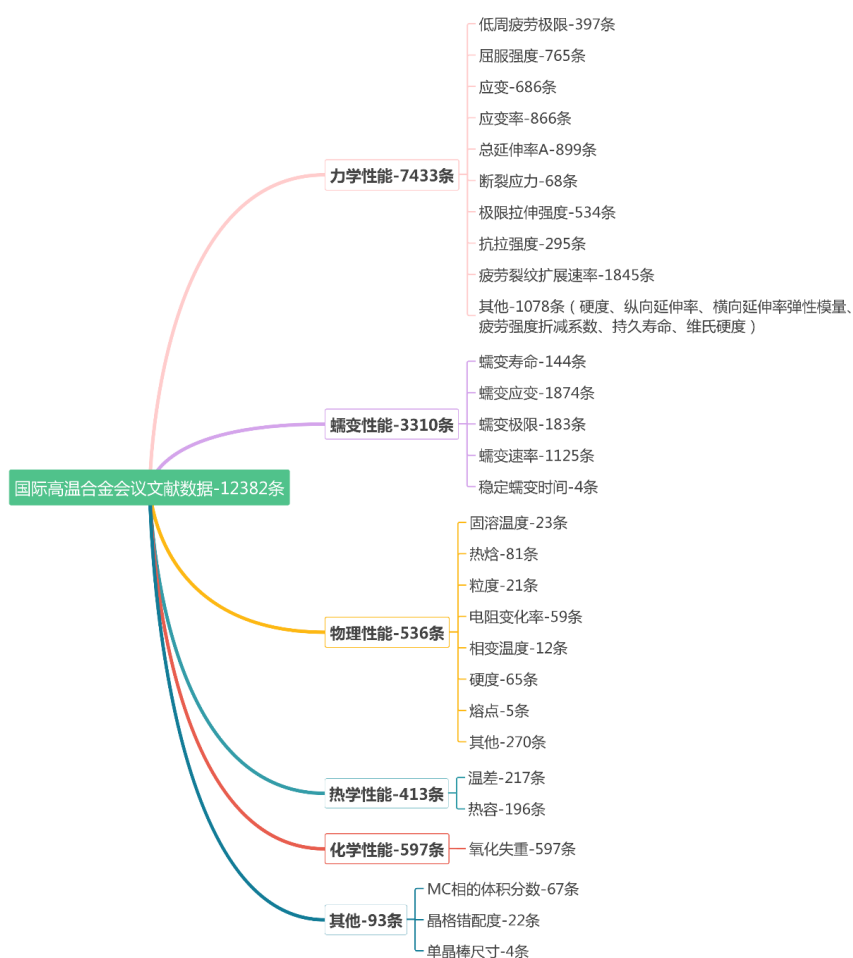 国际高温合金会议文献数据-12382条
力学性能-7433条
低周疲劳极限-397条
屈服强度-765条
应变-686条
应变率-866条
总延伸率A-899条
断裂应力-68条
极限拉伸强度-534条
抗拉强度-295条
疲劳裂纹扩展速率-1845条
其他-1078条（硬度、纵向延伸率、横向延伸率弹性模量、
疲劳强度折减系数、持久寿命、维氏硬度）
蠕变性能-3310条
蠕变寿命-144条
蠕变应变-1874条
蠕变极限-183条
蠕变速率-1125条
稳定蠕变时间-4条
物理性能-536条
固溶温度-23条
热焓-81条
粒度-21条
电阻变化率-59条
相变温度-12条
硬度-65条
熔点-5条
其他-270条
热学性能-413条
温差-217条
热容-196条
化学性能-597条
氧化失重-597条
其他-93条
MC相的体积分数-67条
晶格错配度-22条
单晶棒尺寸-4条